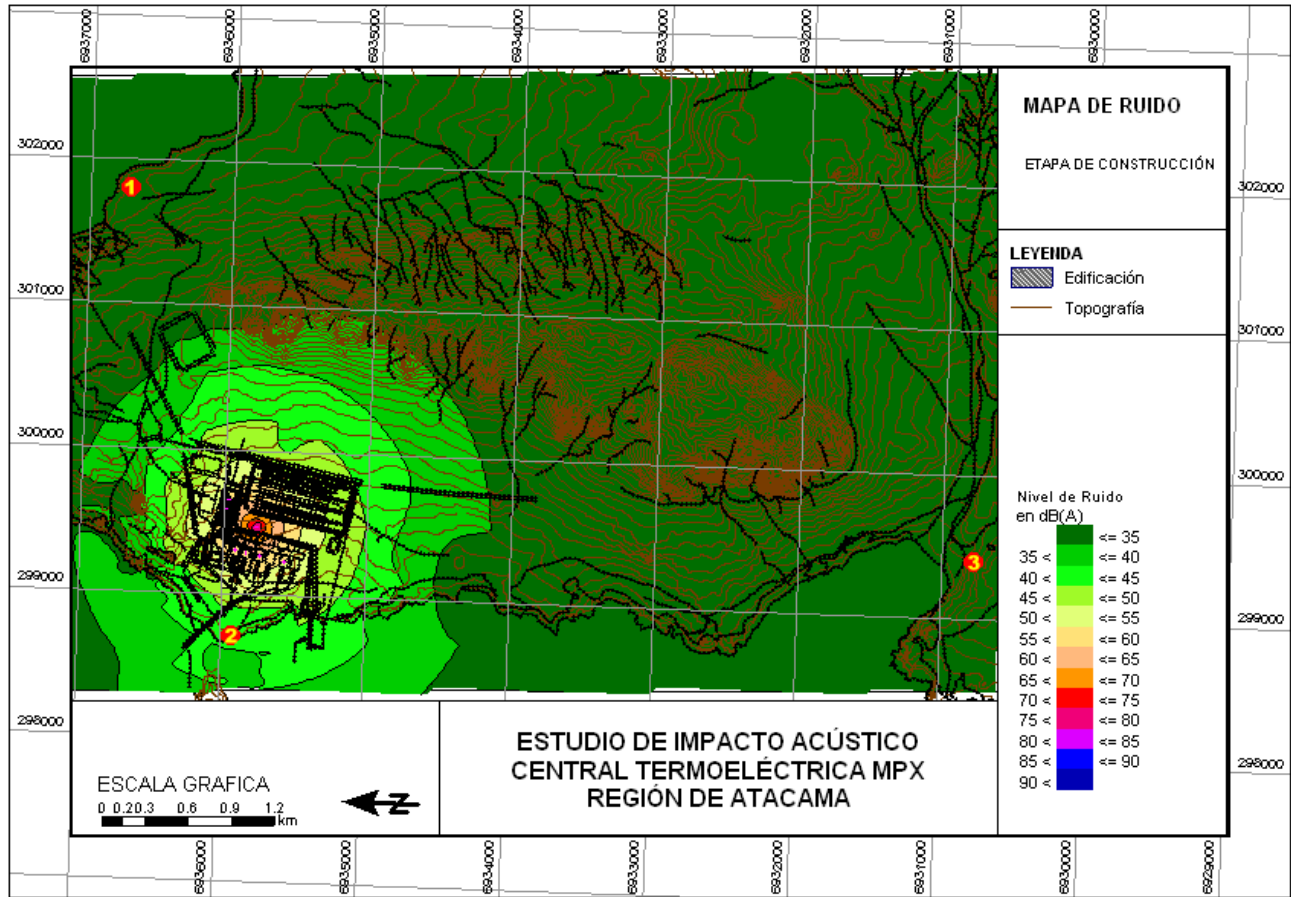 6937000 6936000 6935000 6934000 6933000 6932000 6931000 6930000
MAPA DE RUIDO
ETAPA DE CONSTRUCCIÓN
LEYENDA
Edificación
Topografía
302000
301000
300000
299000
298000
302000
301000
300000
299000
298000
1
2
3
Nivel de Ruido
en dB(A)
<= 35
35 < <= 40
40 < <= 45
45 < <= 50
50 < <= 55
55 < <= 60
60 < <= 65
65 < <= 70
70 < <= 75
75 < <= 80
80 < <= 85
85 < <= 90
90 <
ESCALA GRAFICA
0 0.20.3 0.6 0.9 1.2
km
N
ESTUDIO DE IMPACTO ACÚSTICO
CENTRAL TERMOELÉCTRICA MPX
REGIÓN DE ATACAMA
6936000 6935000 6934000 6933000 6932000 6931000 6930000 6929000